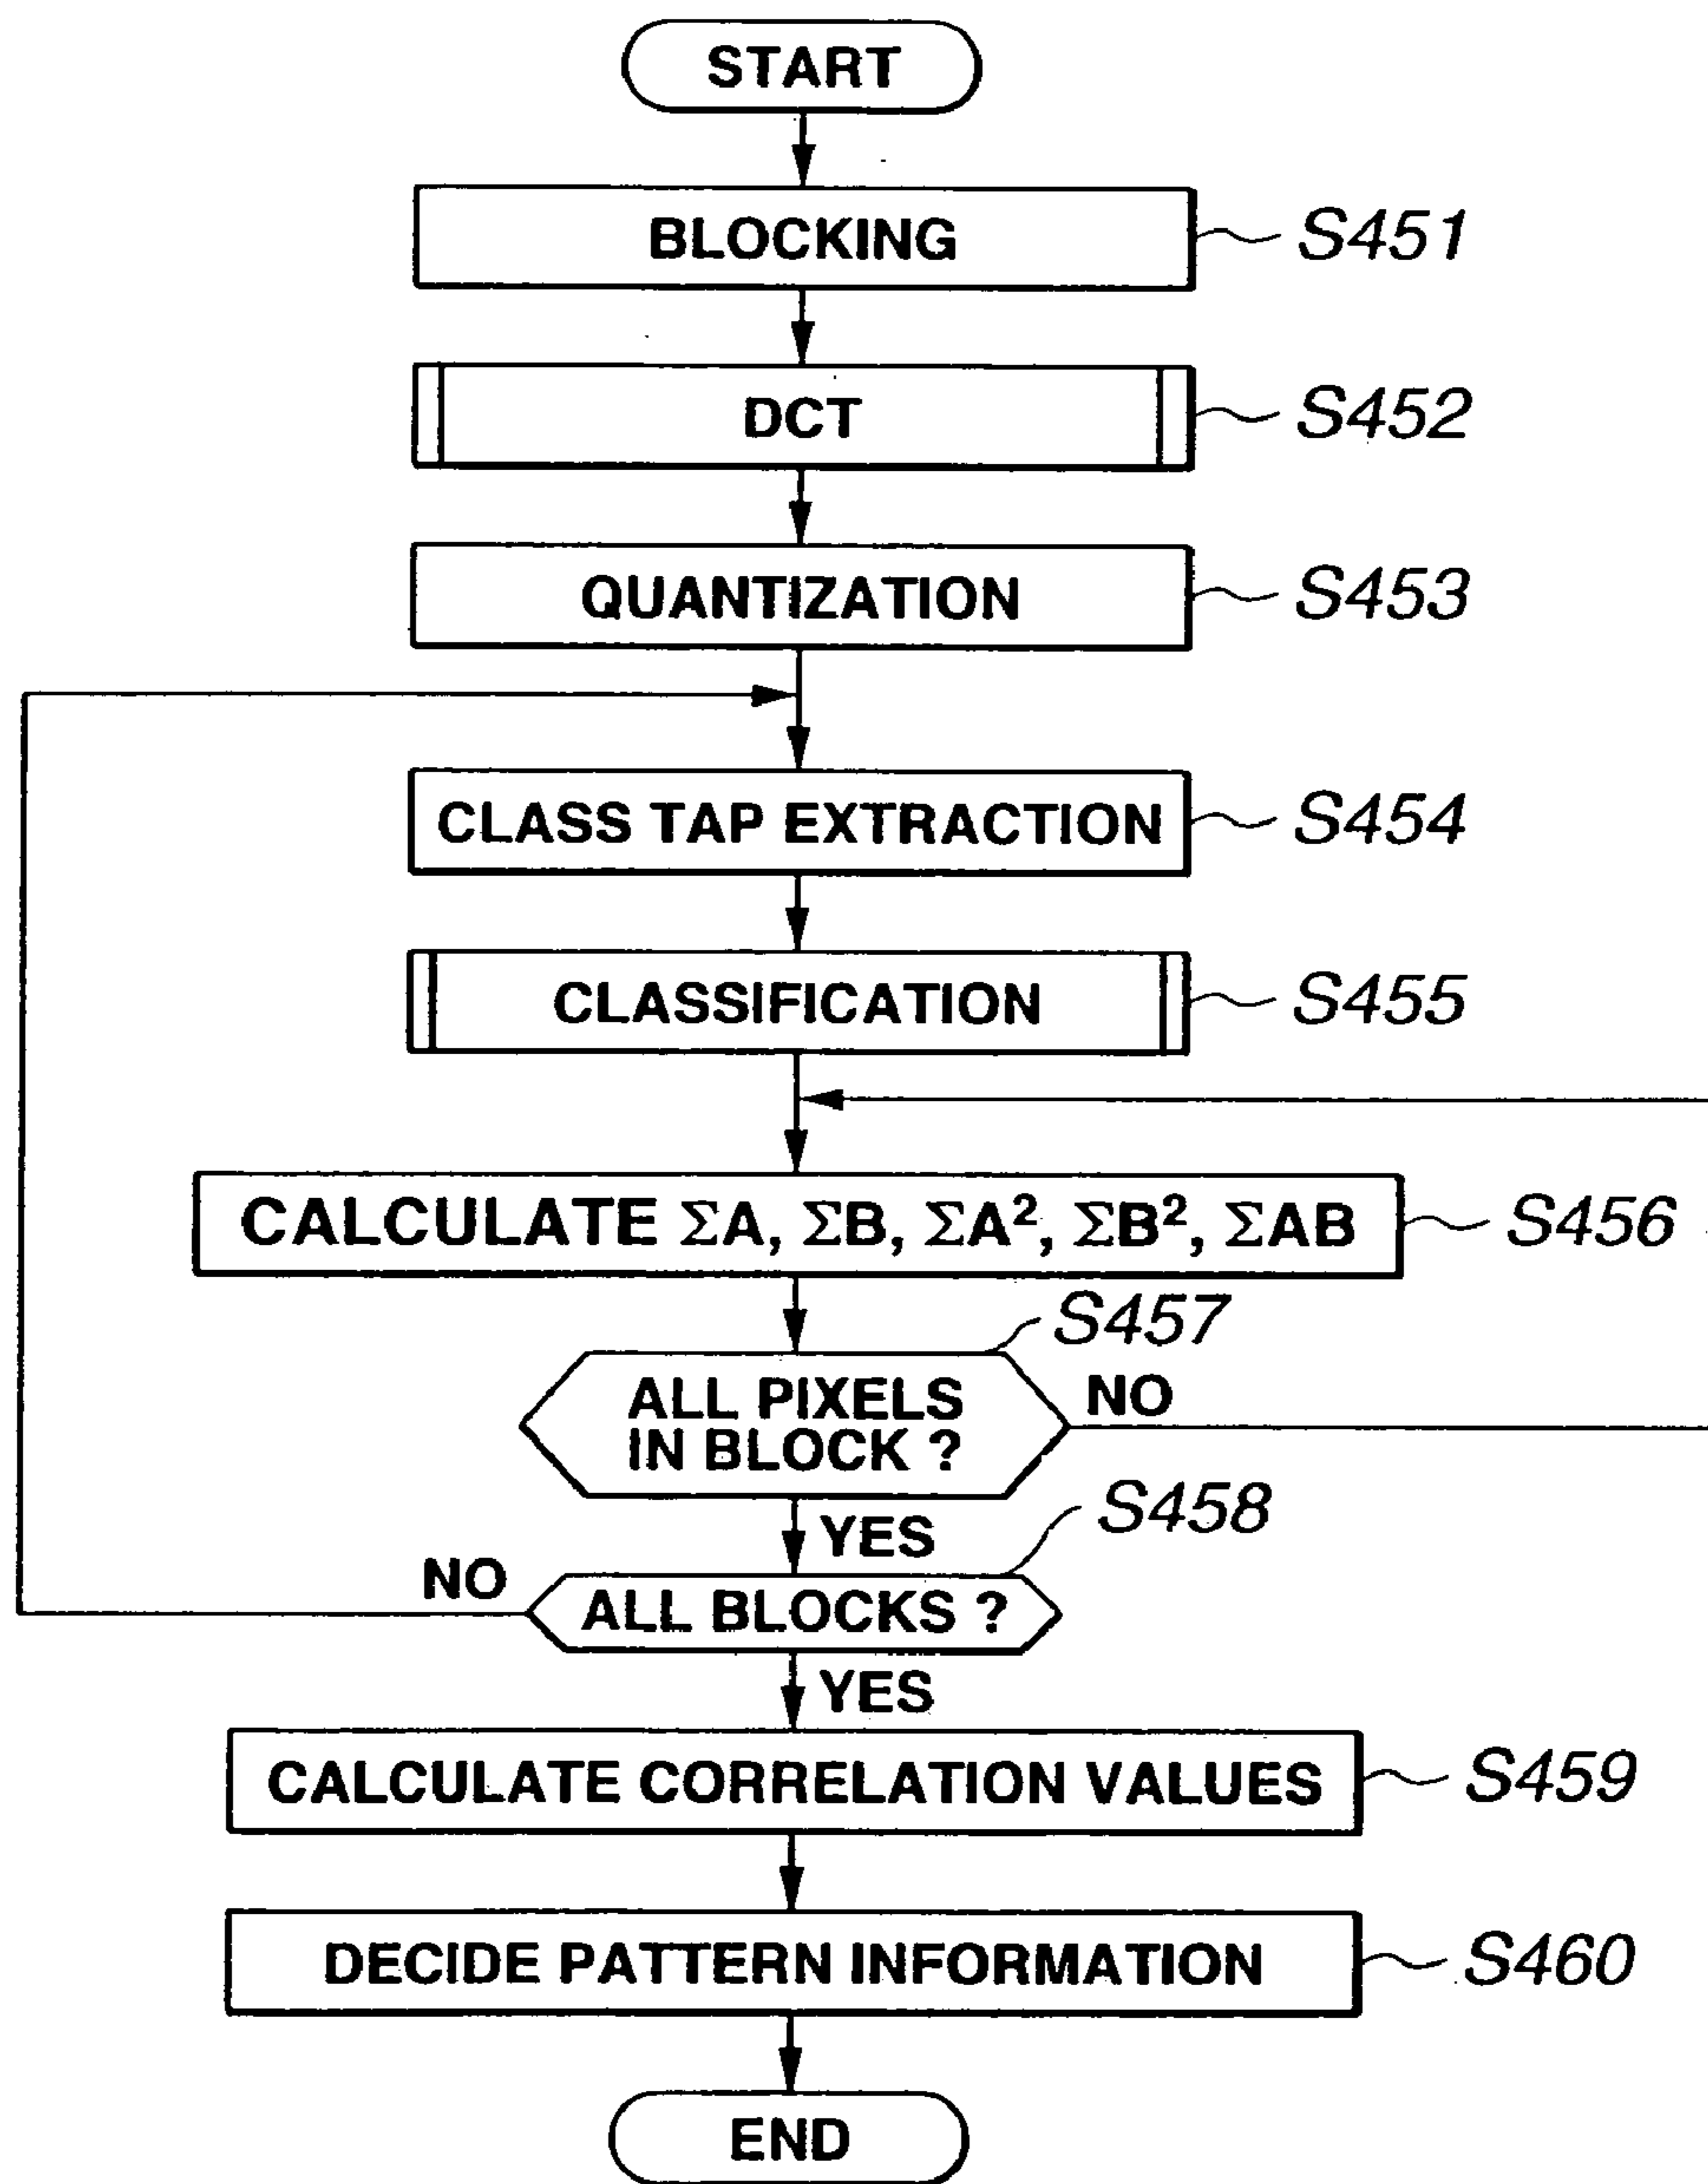 START
BLOCKING
S451
DCT
S452
QUANTIZATION
S453
CLASS TAP EXTRACTION
S454
CLASSIFICATION
S455
CALCULATE ΣA, ΣB, ΣA², ΣB², ΣAB
S456
S457
ALL PIXELS
IN BLOCK ?
NO
YES
S458
NO
ALL BLOCKS ?
YES
CALCULATE CORRELATION VALUES
S459
DECIDE PATTERN INFORMATION
S460
END